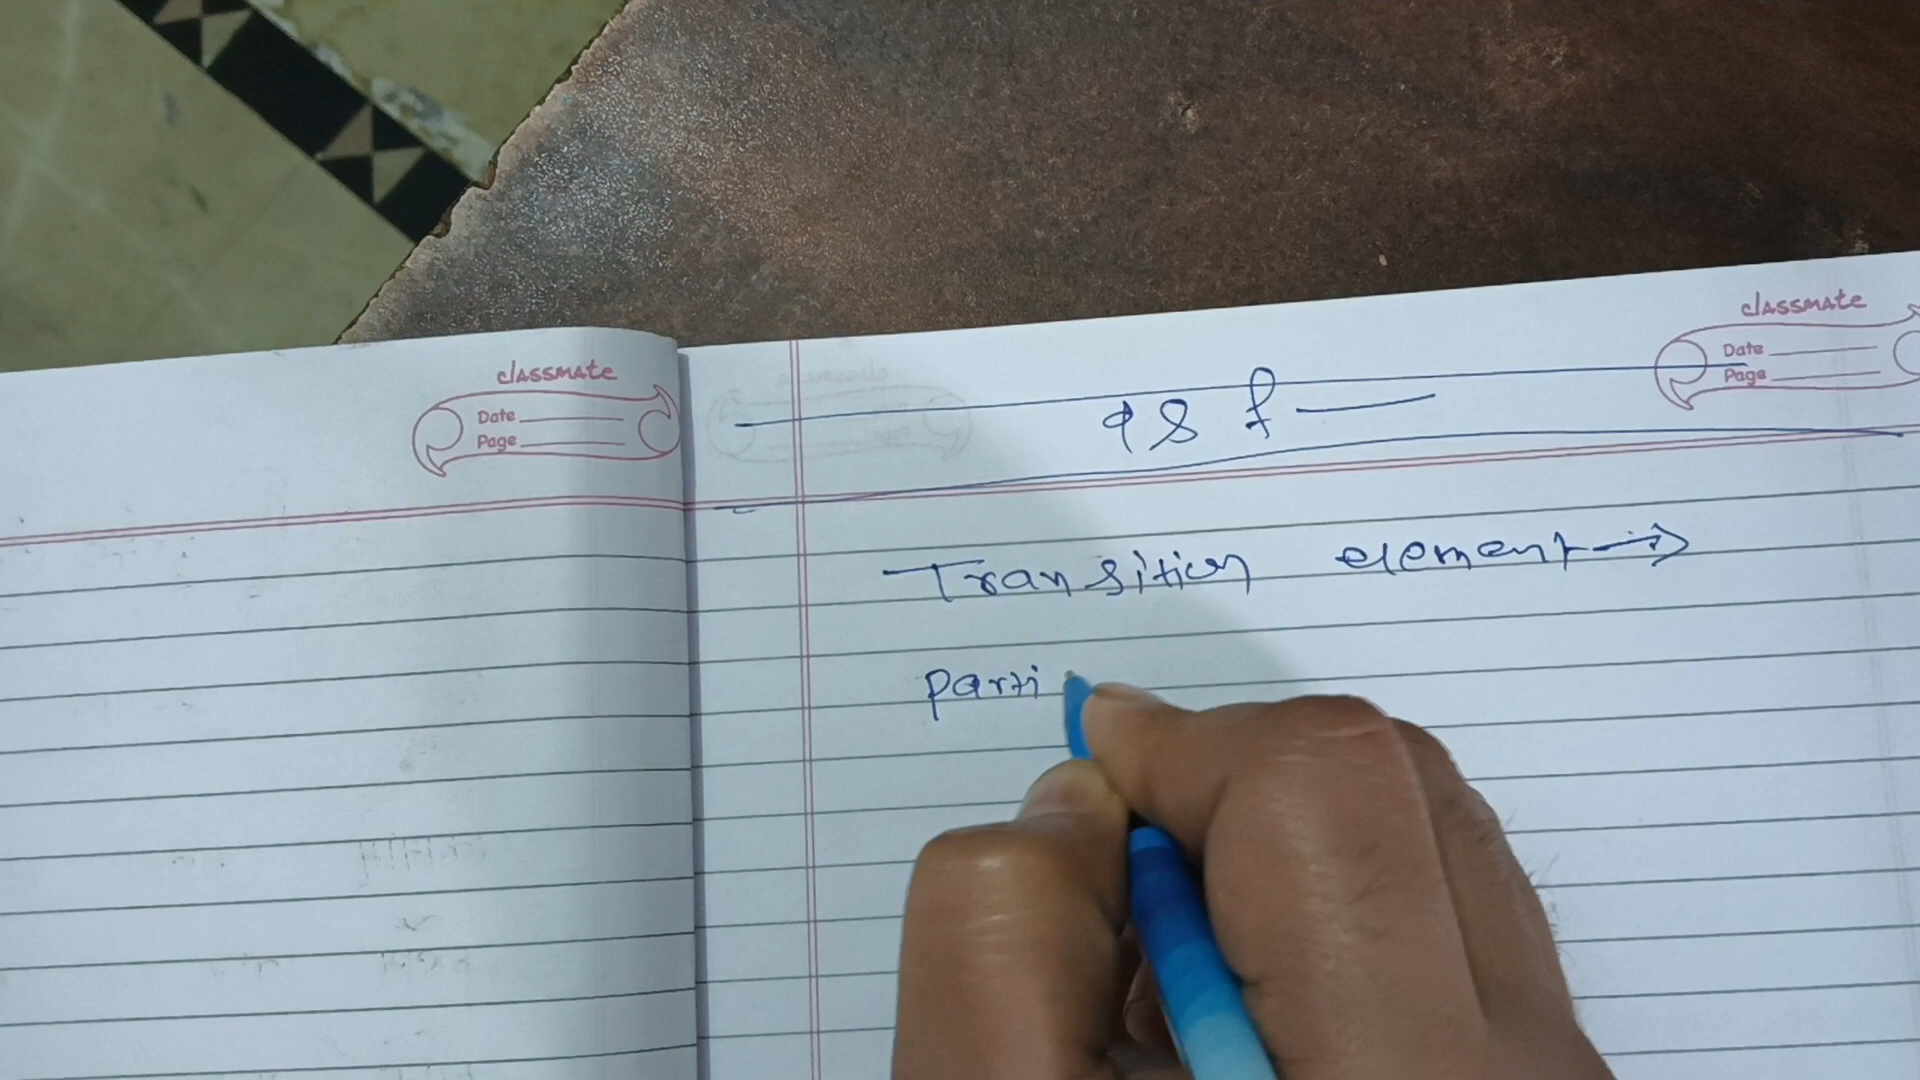 classmate
Date
Page
classmate
Date
Page
d & f
Transition element →
parti